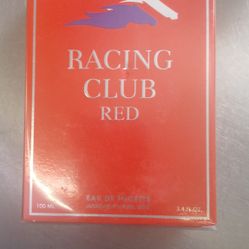 RACING
CLUB
RED
EAU DE TOILETTE
100 ML
3.4 FL.OZ.